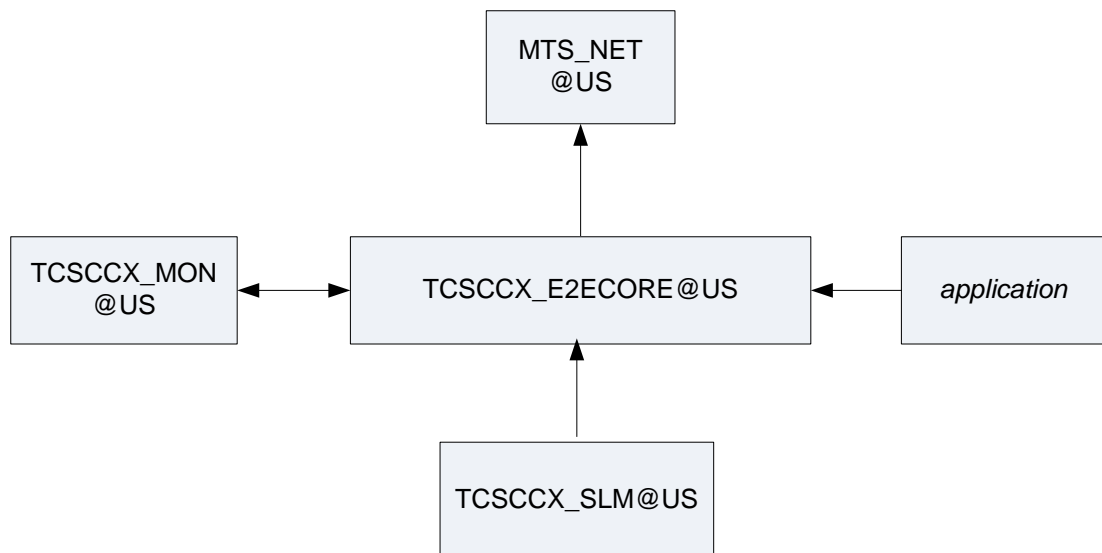 MTS_NET
@US
TCSCCX_MON
@US
TCSCCX_E2ECORE@US
application
TCSCCX_SLM@US